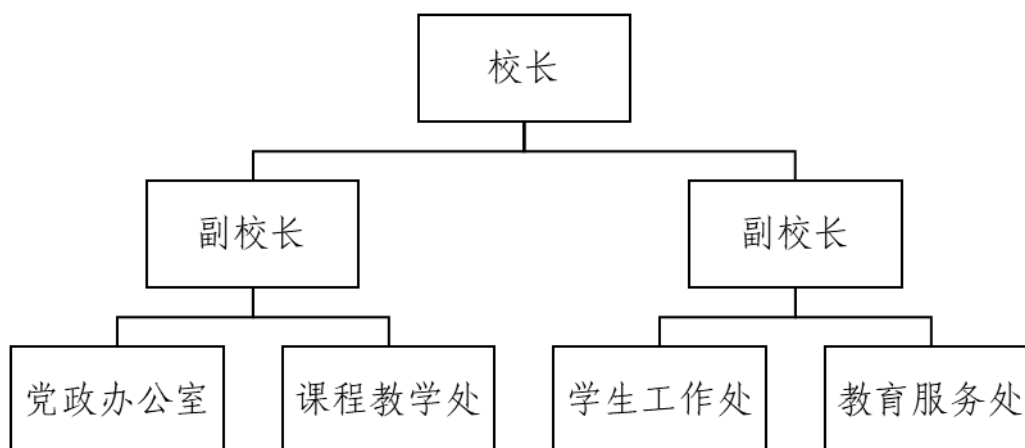 校长
副校长
副校长
党政办公室
课程教学处
学生工作处
教育服务处